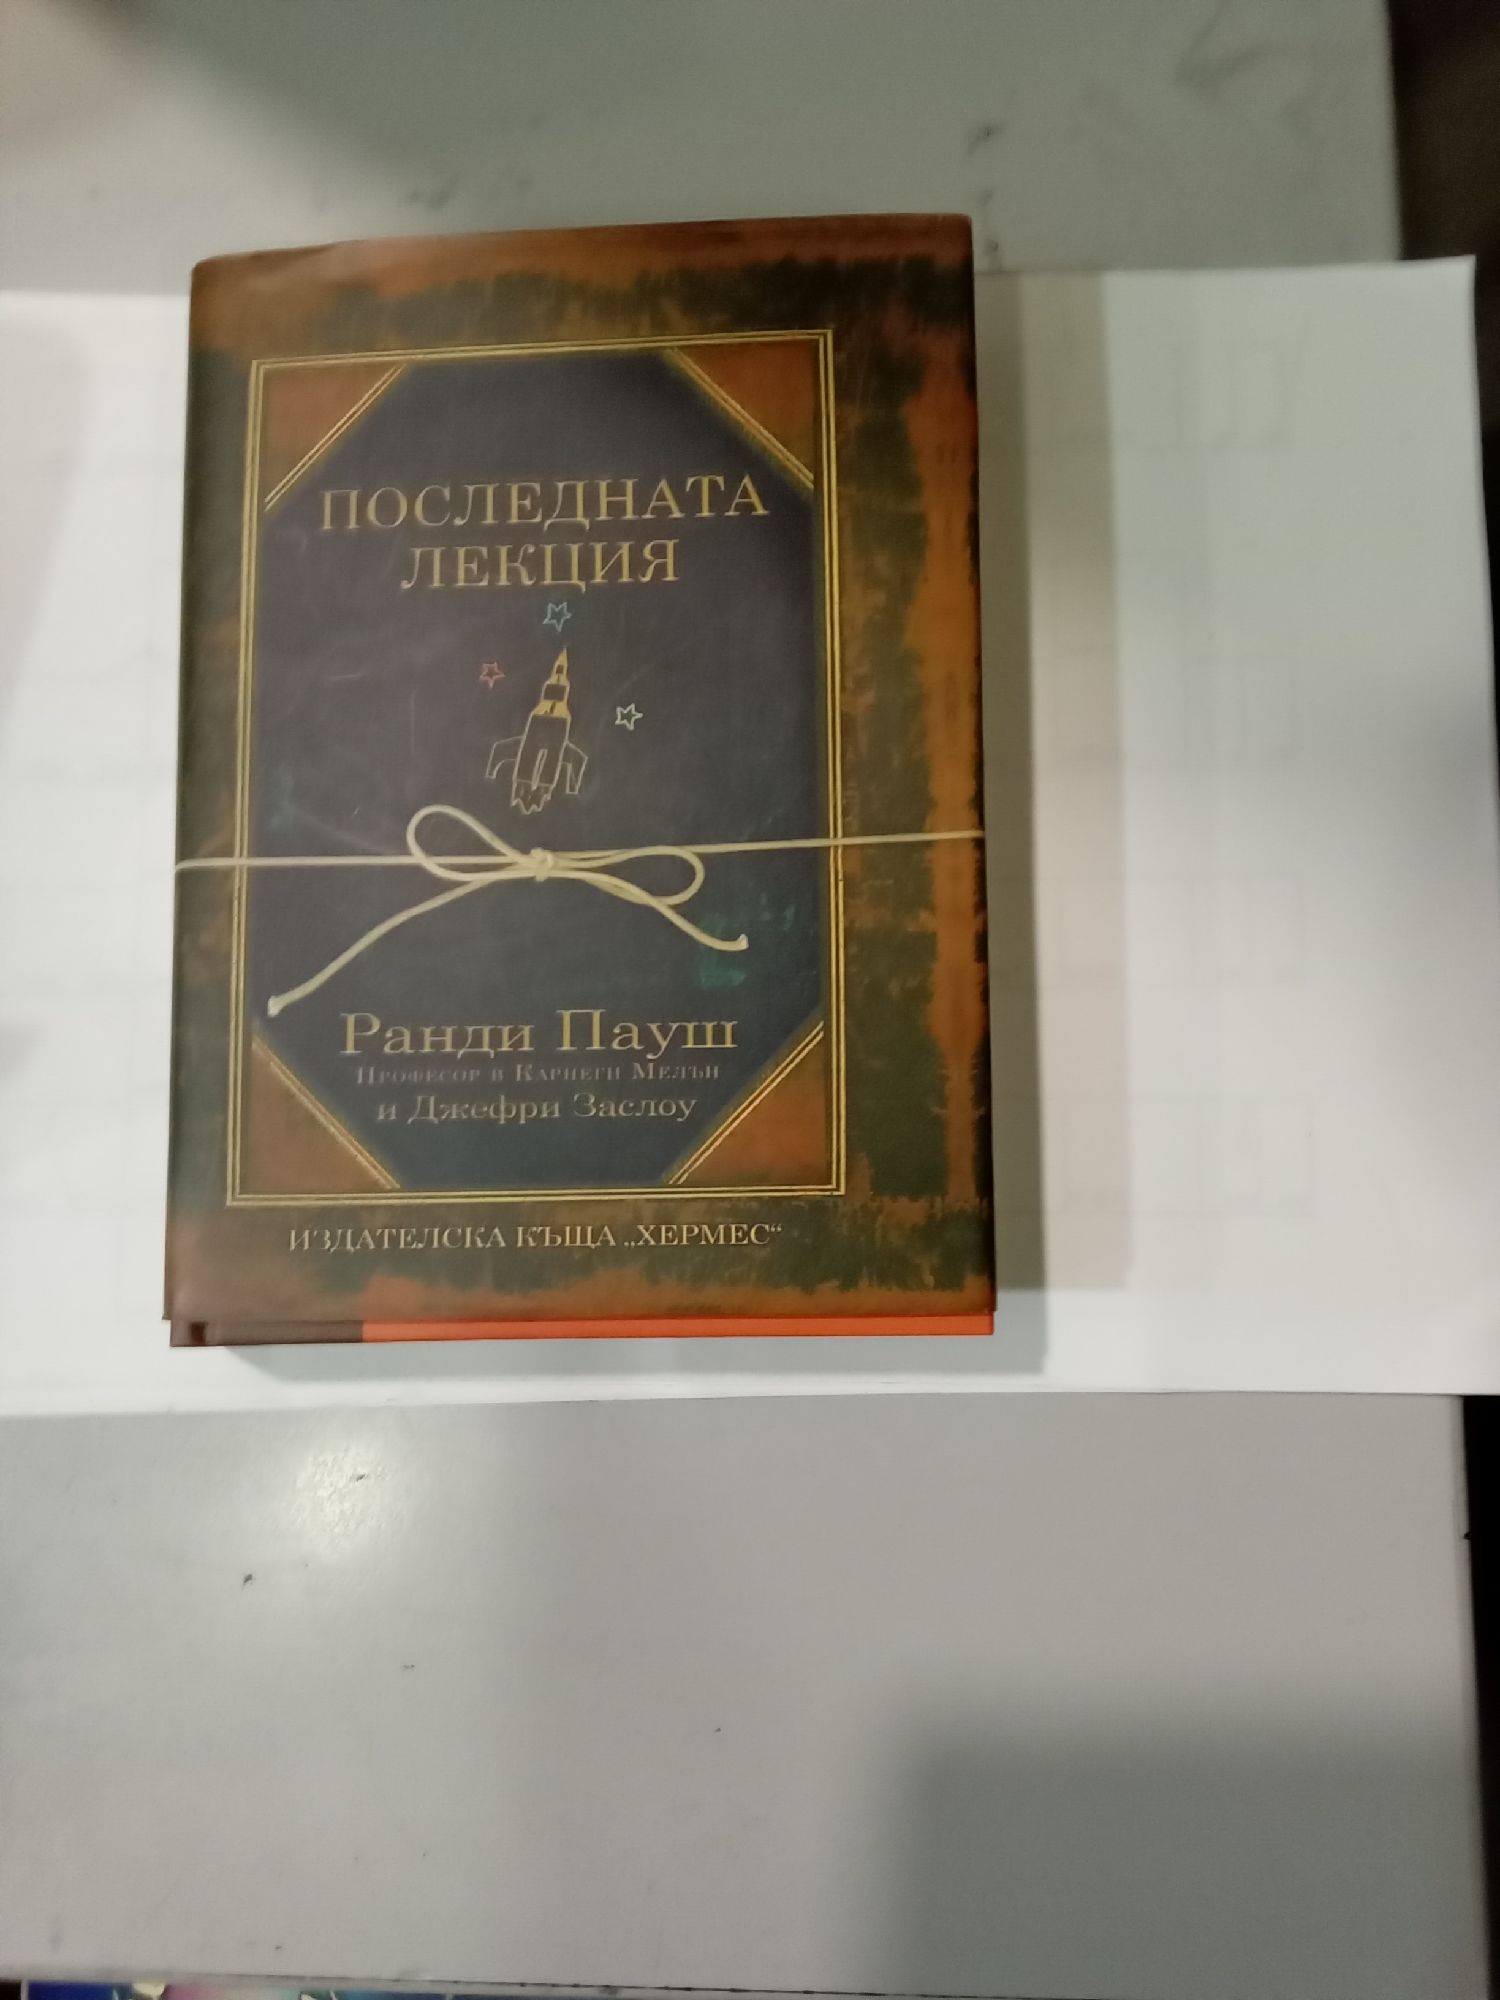 ПОСЛЕДНАТА
ЛЕКЦИЯ
Ранди Пауш
Професор в Карнеги Мелън
и Джефри Заслоу
ИЗДАТЕЛСКА КЪЩА „ХЕРМЕС“